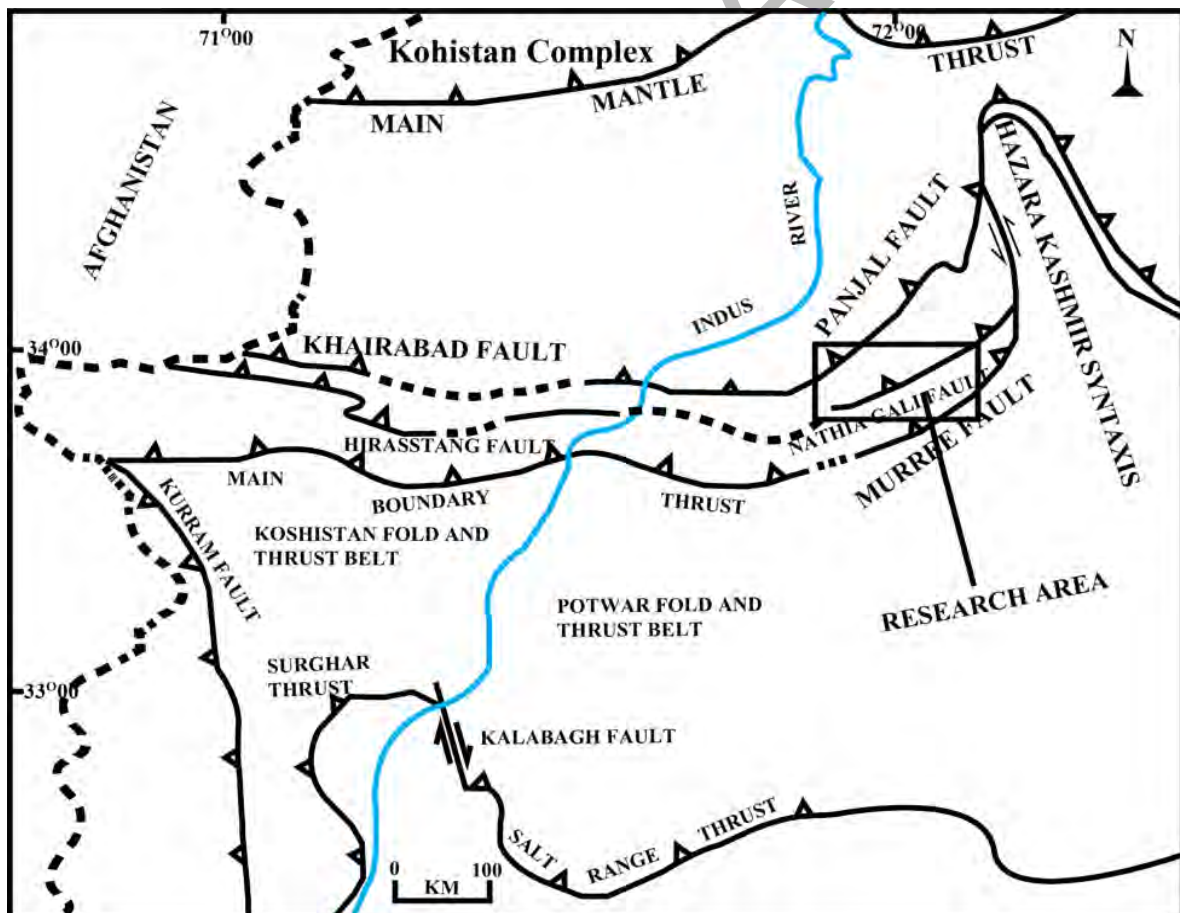 71°00
72°00
N
Kohistan Complex
MAIN
MANTLE
THRUST
AFGHANISTAN
HAZARA KASHMIR SYNTAXIS
RIVER
INDUS
PANJAL FAULT
34°00
KHAIRABAD FAULT
NATHIA GALI FAULT
HIRASSTANG FAULT
MURREE FAULT
MAIN
BOUNDARY
THRUST
KURRAM FAULT
KOSHISTAN FOLD AND
THRUST BELT
POTWAR FOLD AND
THRUST BELT
RESEARCH AREA
33°00
SURGHAR
THRUST
KALABAGH FAULT
SALT
RANGE
THRUST
0
100
KM